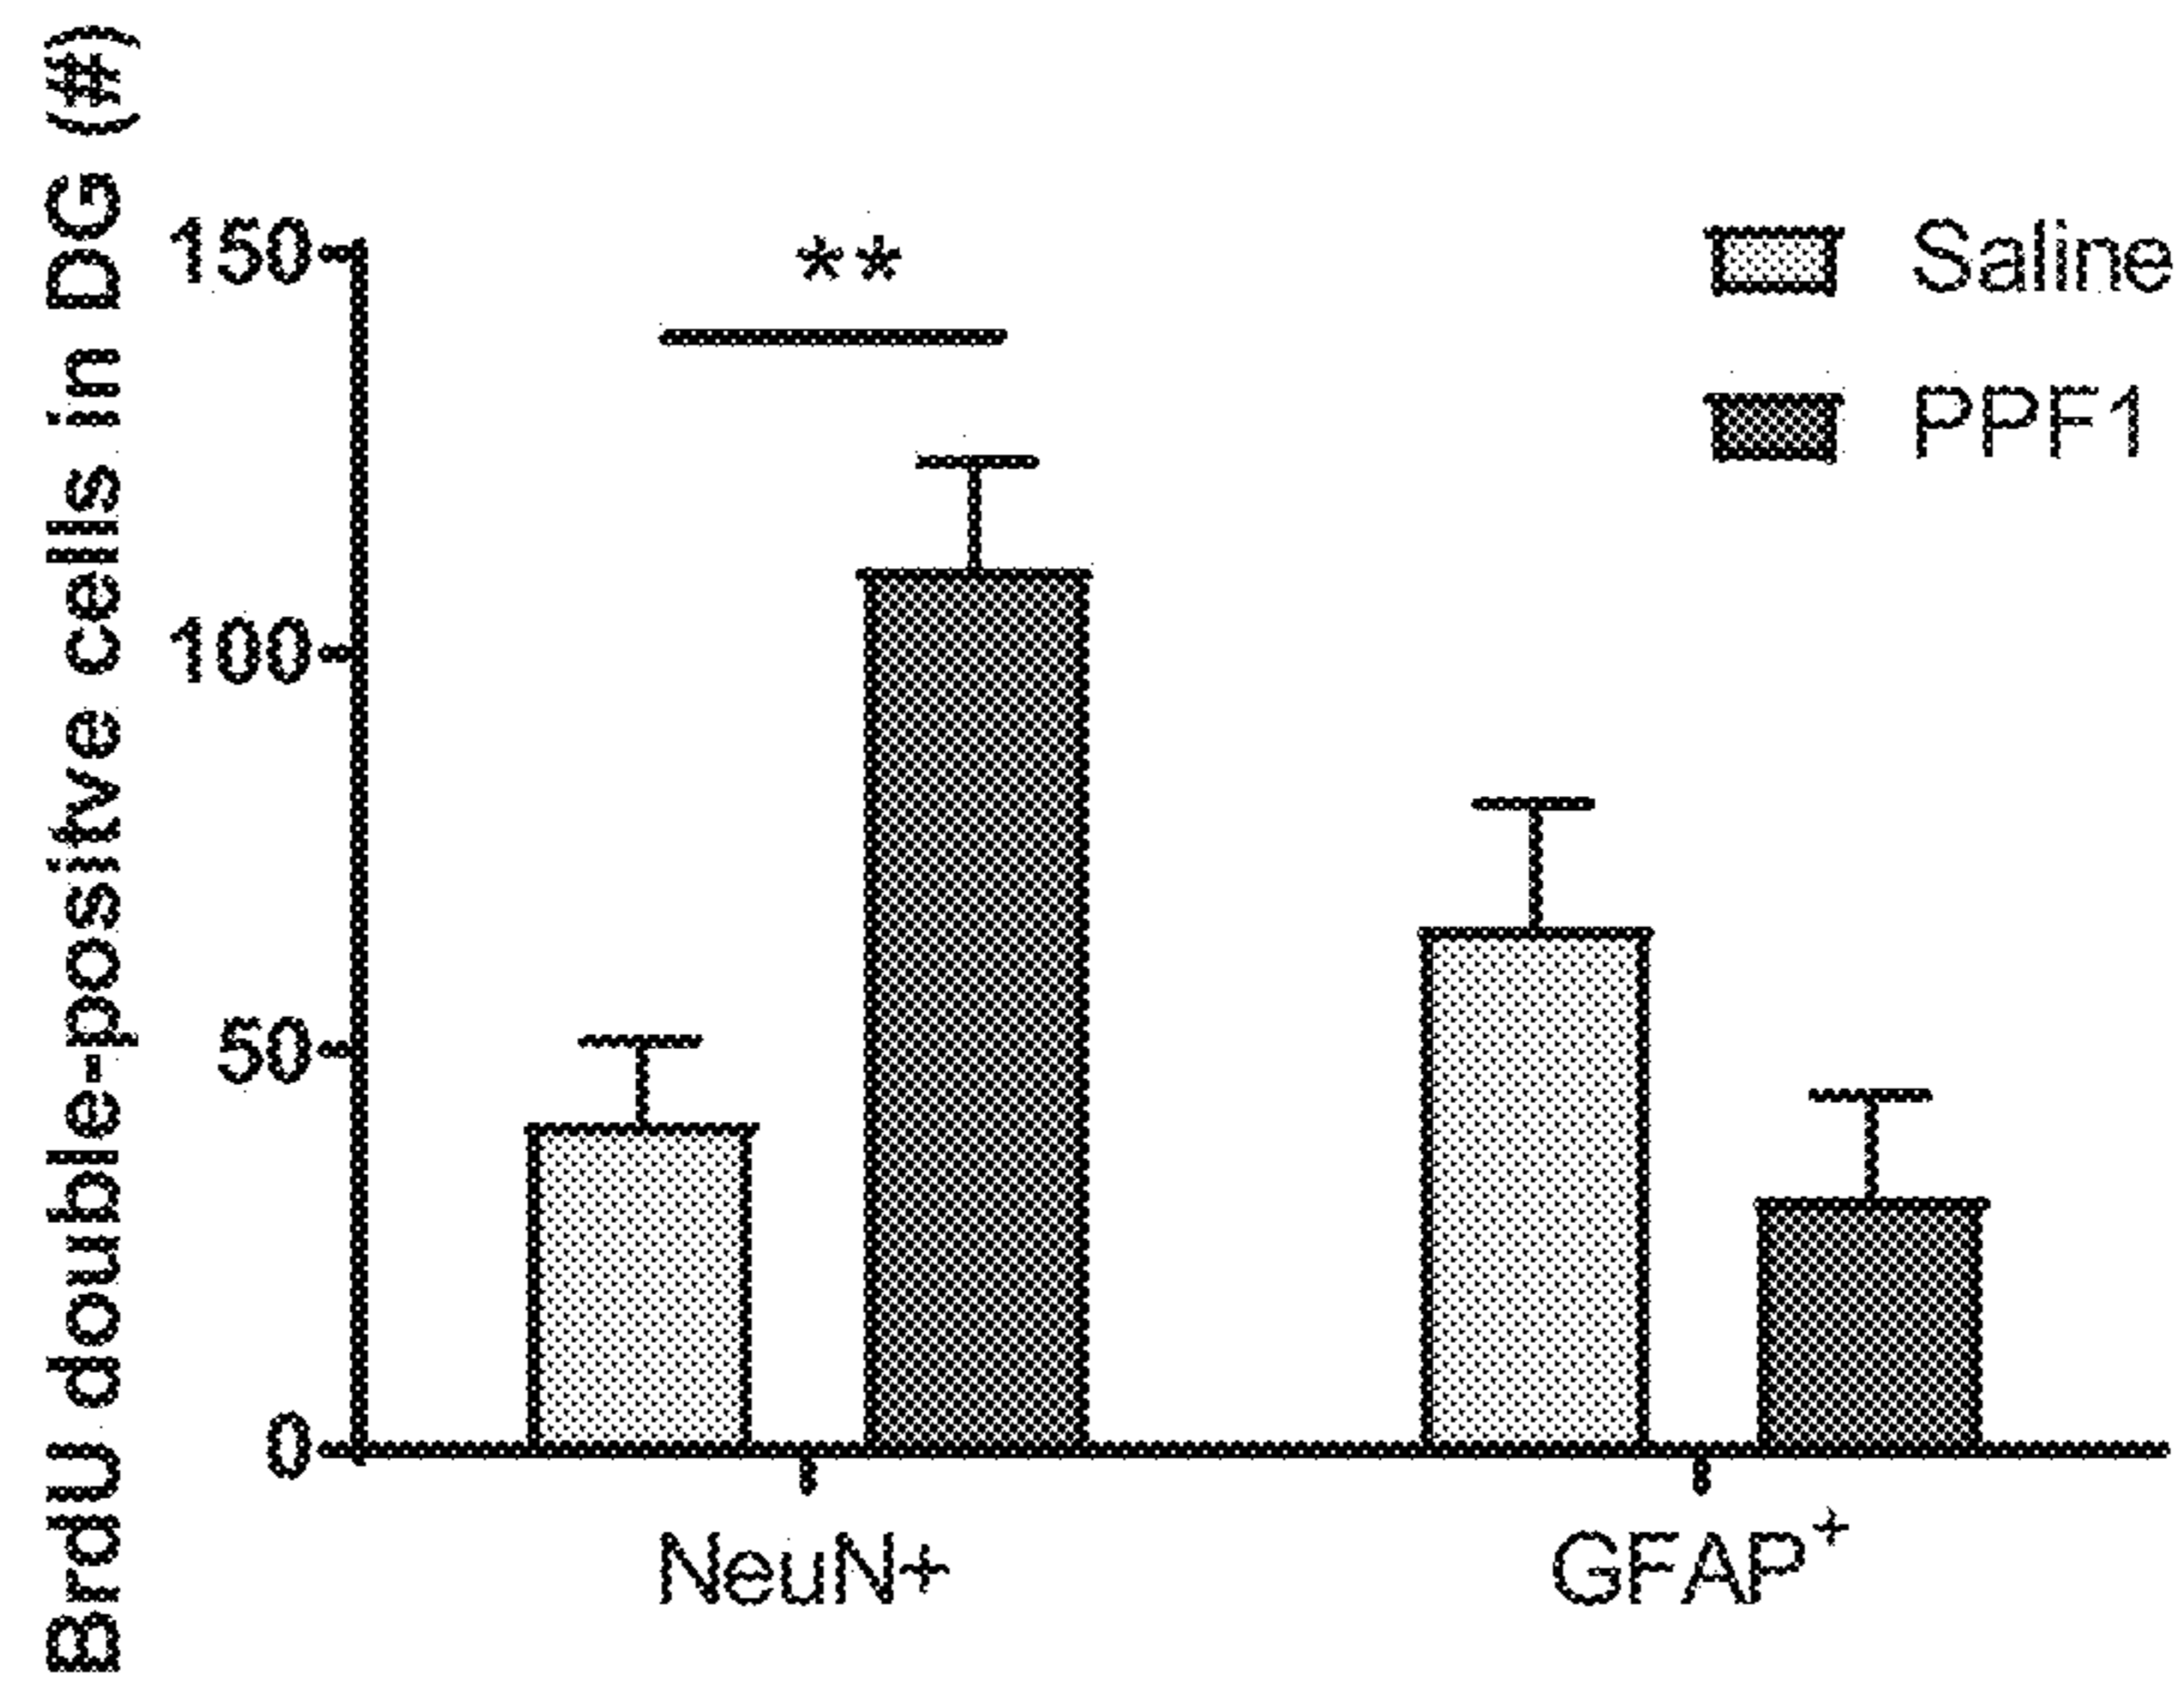 BrdU double-positive cells in DG (#)
150
100
50
0
**
Saline
PPF1
NeuN+
GFAP⁺